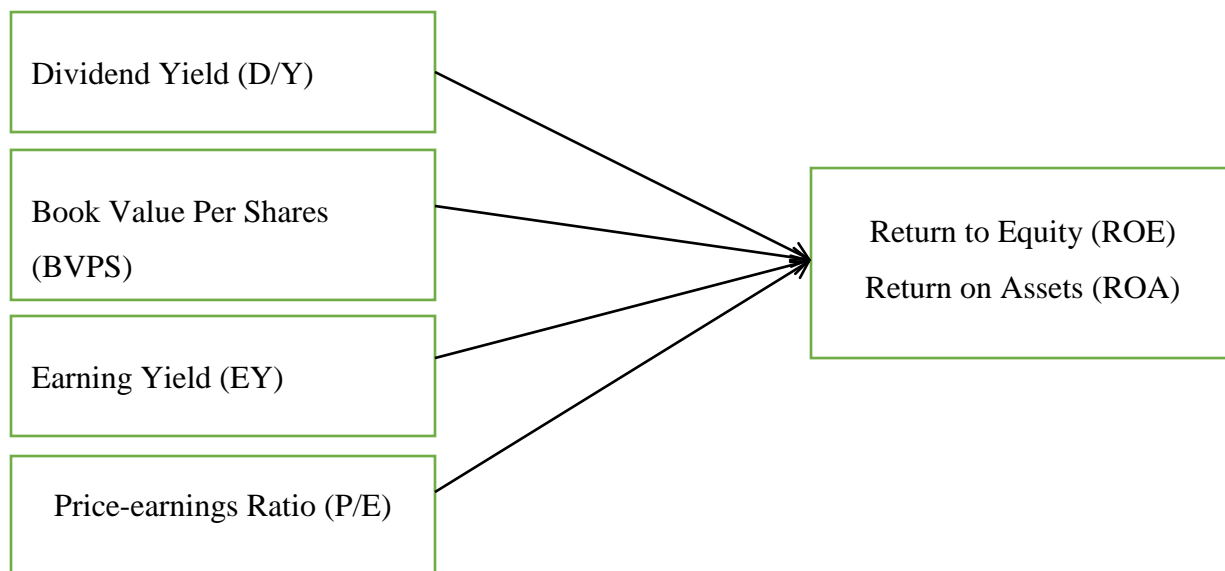 Dividend Yield (D/Y)
Book Value Per Shares
(BVPS)
Earning Yield (EY)
Price-earnings Ratio (P/E)
Return to Equity (ROE)
Return on Assets (ROA)